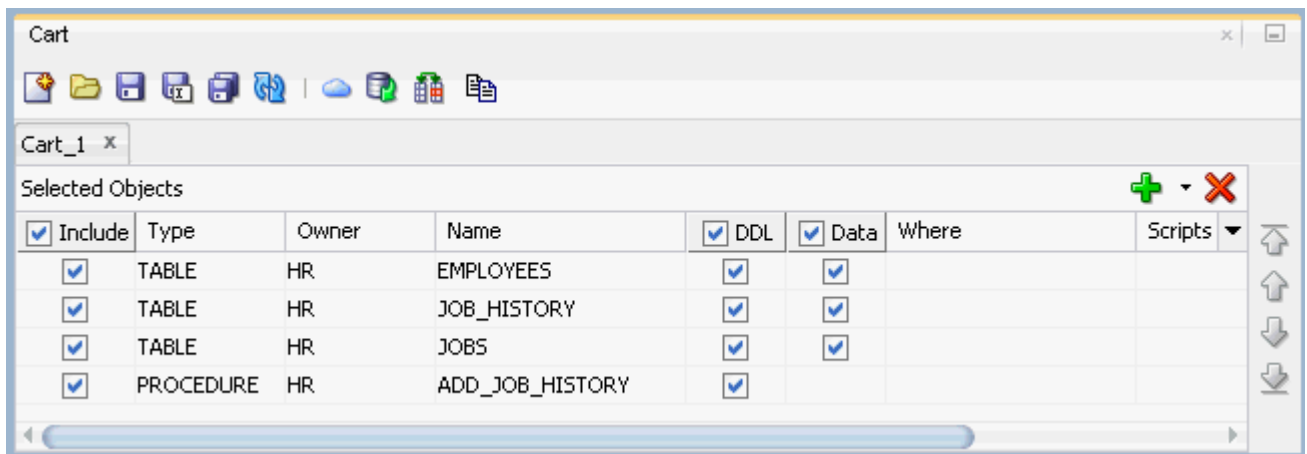 Cart
Cart_1
Selected Objects
Include Type Owner Name DDL Data Where Scripts
TABLE HR EMPLOYEES
TABLE HR JOB_HISTORY
TABLE HR JOBS
PROCEDURE HR ADD_JOB_HISTORY